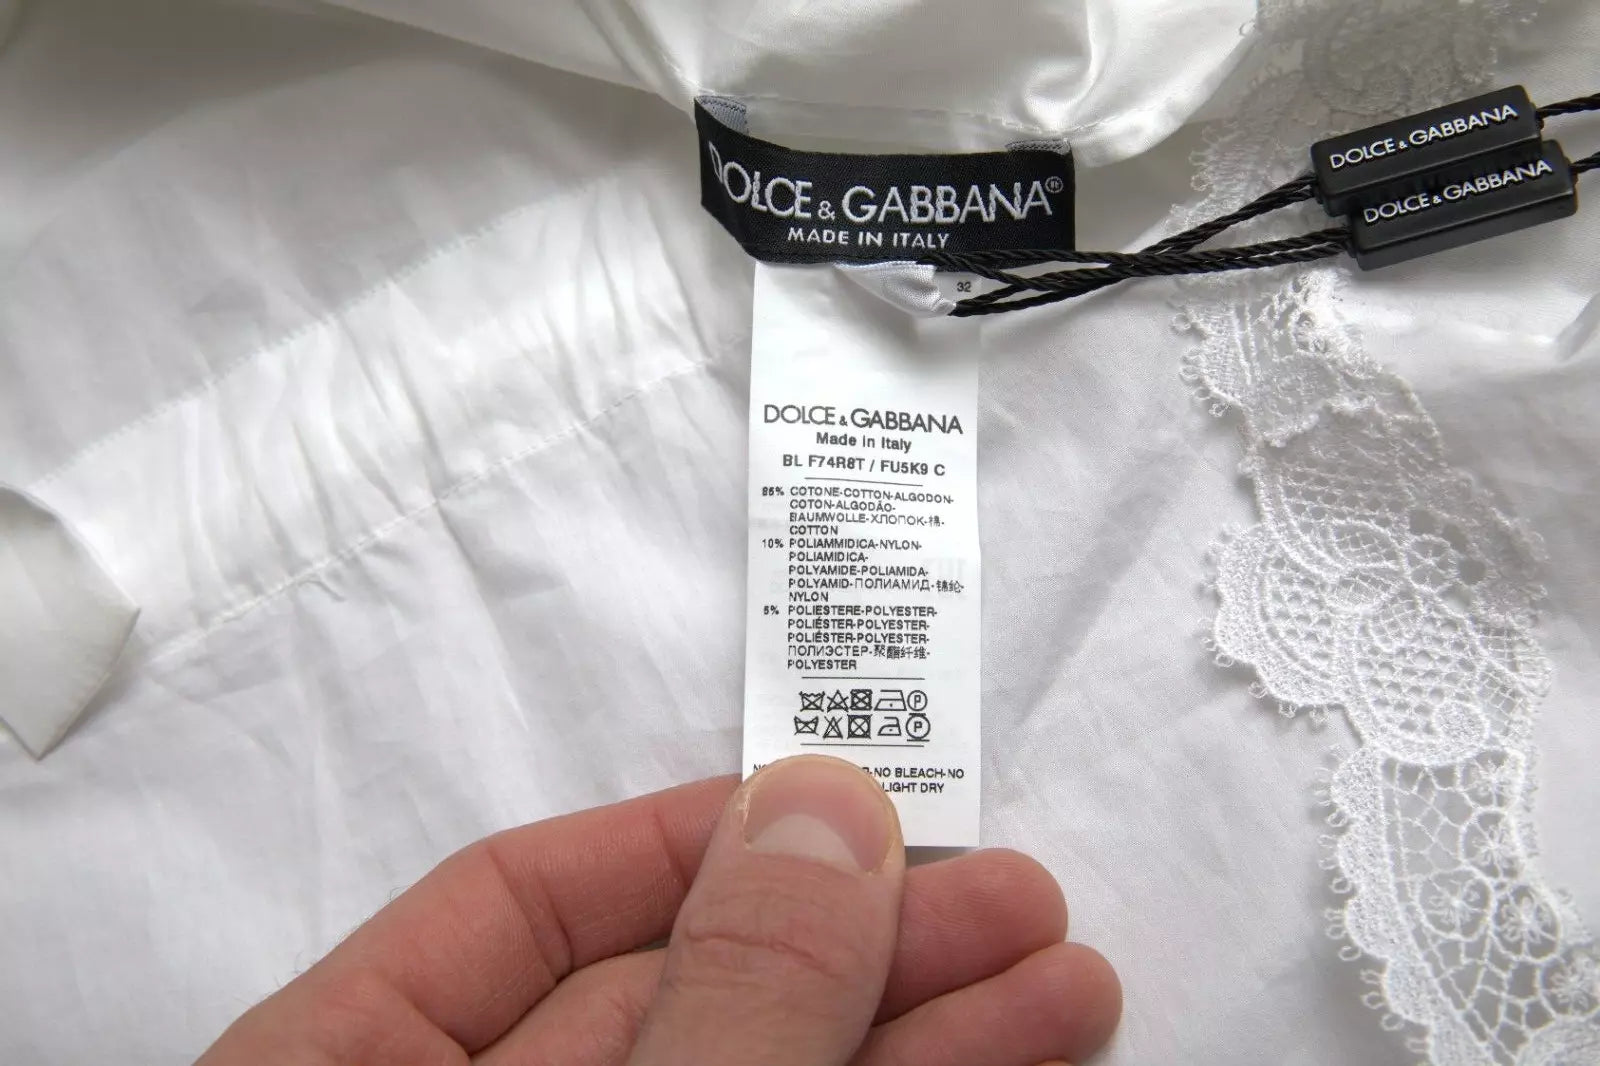 DOLCE & GABBANA
DOLCE & GABBANA
DOLCE & GABBANA®
MADE IN ITALY
32
DOLCE & GABBANA
Made in Italy
BL F74R8T / FU5K9 C
85% COTONE-COTTON-ALGODON-
COTON-ALGODÃO-
BAUMWOLLE-ХЛОПОК-棉-
COTTON
10% POLIAMMIDICA-NYLON-
POLIAMIDICA-
POLYAMIDE-POLIAMIDA-
POLYAMID-ПОЛИАМИД-锦纶-
NYLON
5% POLIESTERE-POLYESTER-
POLIÉSTER-POLYESTER-
POLIÉSTER-POLYESTER-
ПОЛИЭСТЕР-聚酯纤维-
POLYESTER
P
P
-NO BLEACH-NO
LIGHT DRY